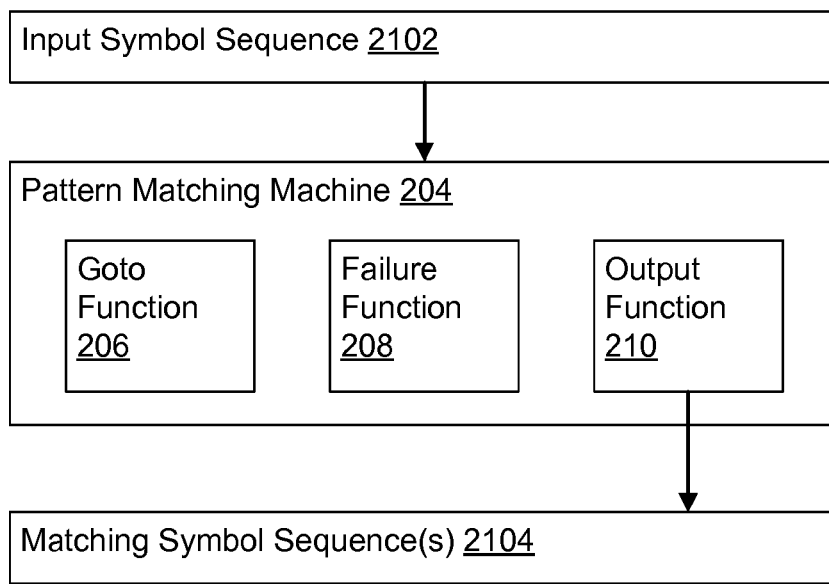 Input Symbol Sequence 2102
Pattern Matching Machine 204
Goto
Function
206
Failure
Function
208
Output
Function
210
Matching Symbol Sequence(s) 2104